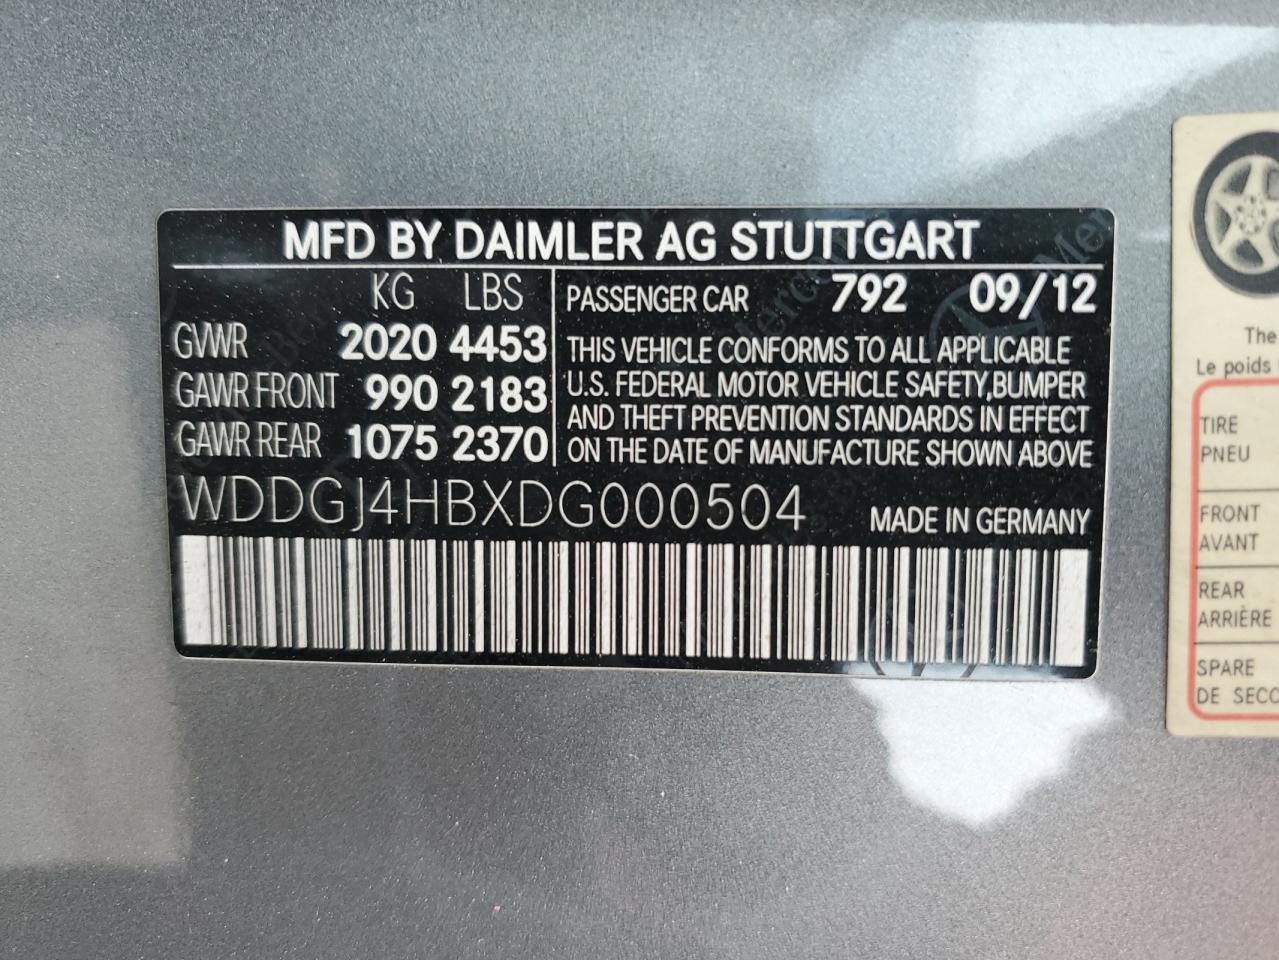 MFD BY DAIMLER AG STUTTGART
KG LBS
GVWR 2020 4453
GAWR FRONT 990 2183
GAWR REAR 1075 2370
PASSENGER CAR 792 09/12
THIS VEHICLE CONFORMS TO ALL APPLICABLE
U.S. FEDERAL MOTOR VEHICLE SAFETY,BUMPER
AND THEFT PREVENTION STANDARDS IN EFFECT
ON THE DATE OF MANUFACTURE SHOWN ABOVE
WDDGJ4HBXDG000504
MADE IN GERMANY
The
Le poids
TIRE
PNEU
FRONT
AVANT
REAR
ARRIÈRE
SPARE
DE SECO